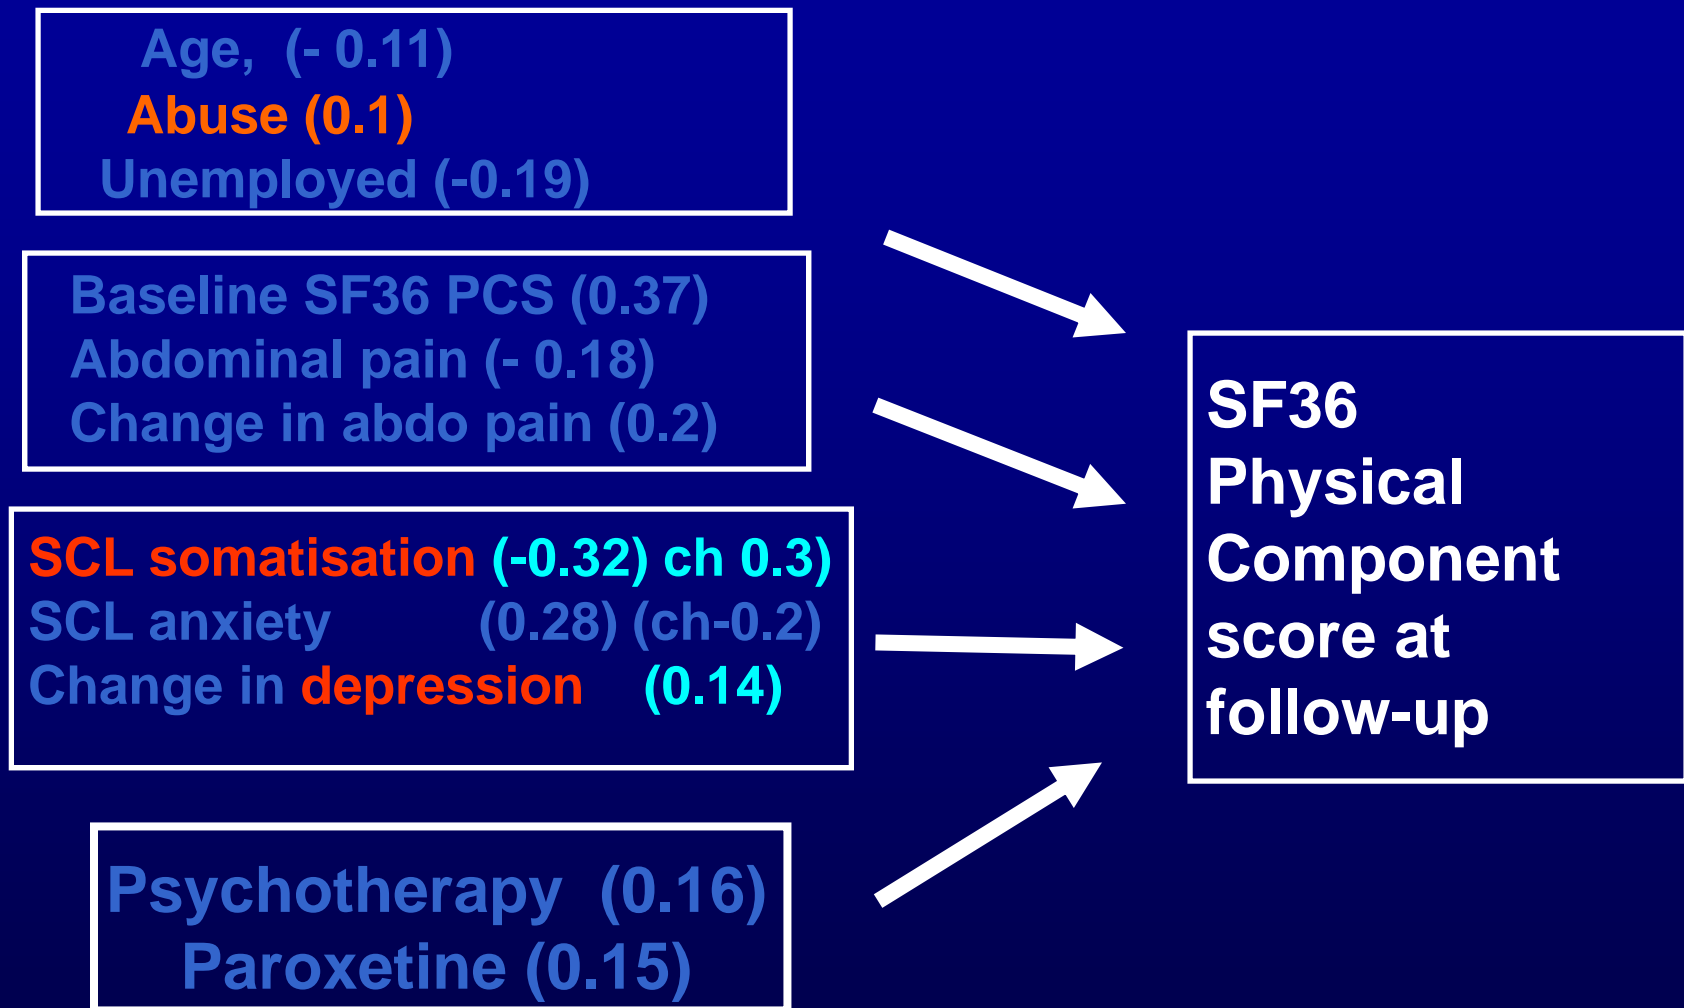 Age, (- 0.11)
Abuse (0.1)
Unemployed (-0.19)
Baseline SF36 PCS (0.37)
Abdominal pain (- 0.18)
Change in abdo pain (0.2)
SCL somatisation (-0.32) ch 0.3)
SCL anxiety (0.28) (ch-0.2)
Change in depression (0.14)
Psychotherapy (0.16)
Paroxetine (0.15)
SF36
Physical
Component
score at
follow-up